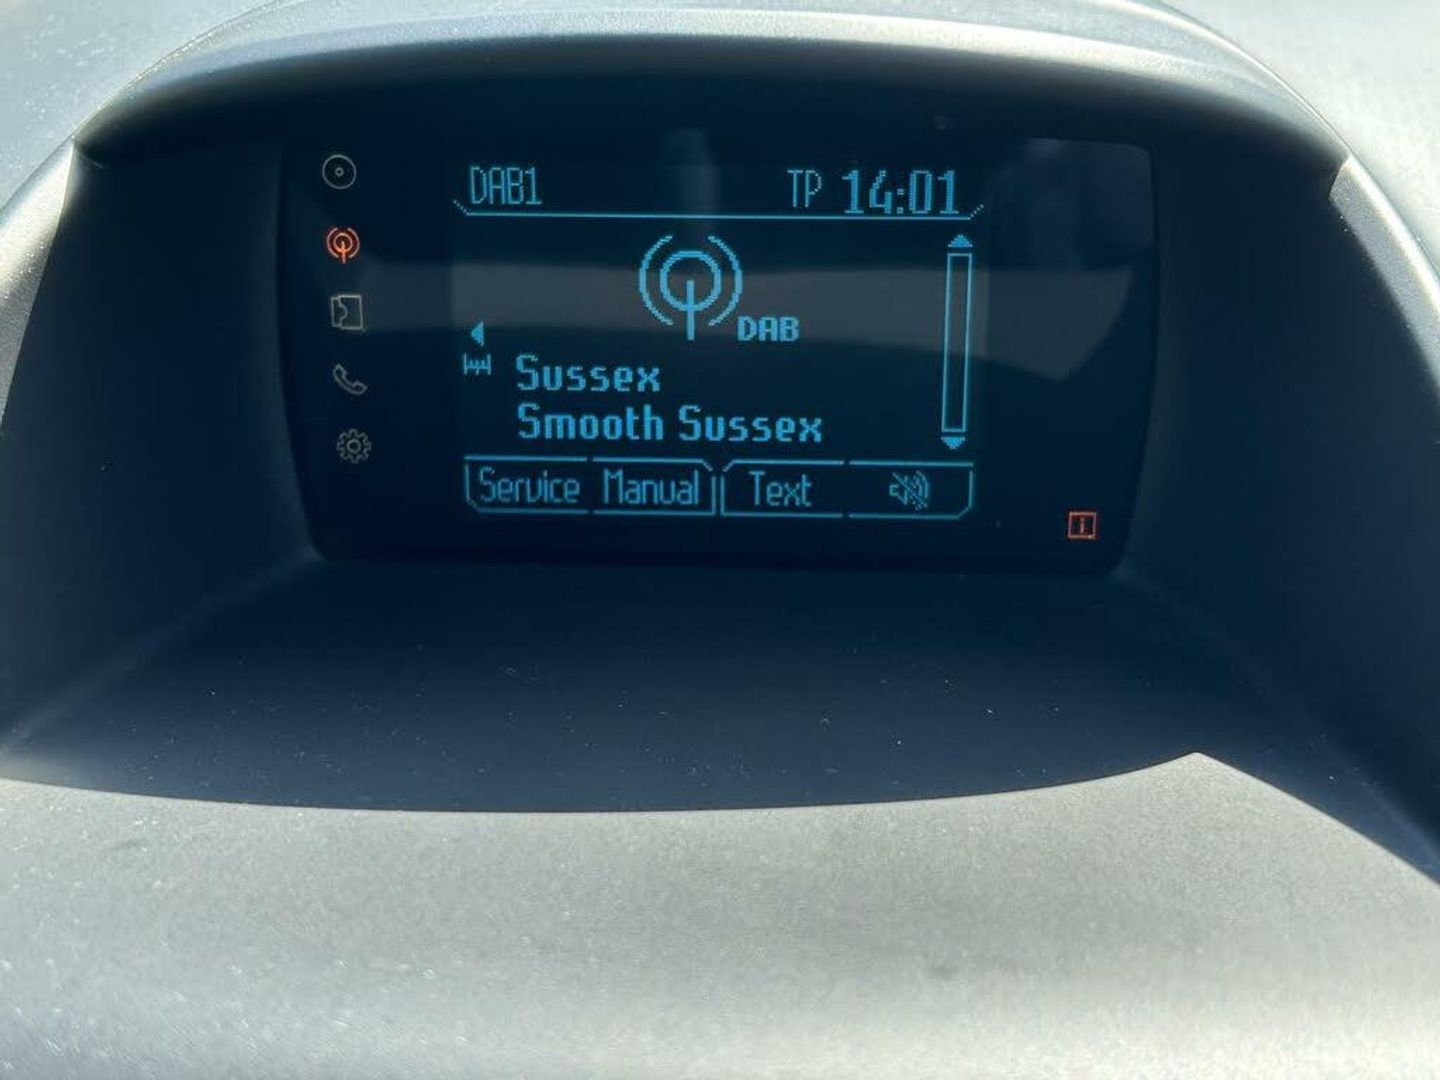 DAB1 TP 14:01
DAB
Sussex
Smooth Sussex
Service Manual Text
i